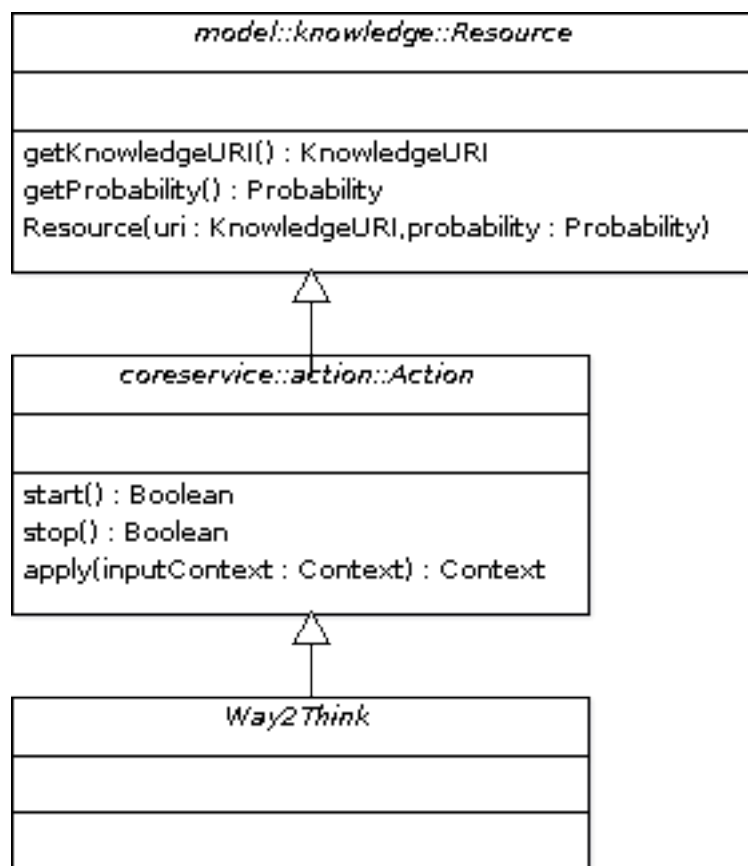 model::knowledge::Resource
getKnowledgeURI() : KnowledgeURI
getProbability() : Probability
Resource(uri : KnowledgeURI,probability : Probability)
coreservice::action::Action
start() : Boolean
stop() : Boolean
apply(inputContext : Context) : Context
Way2Think